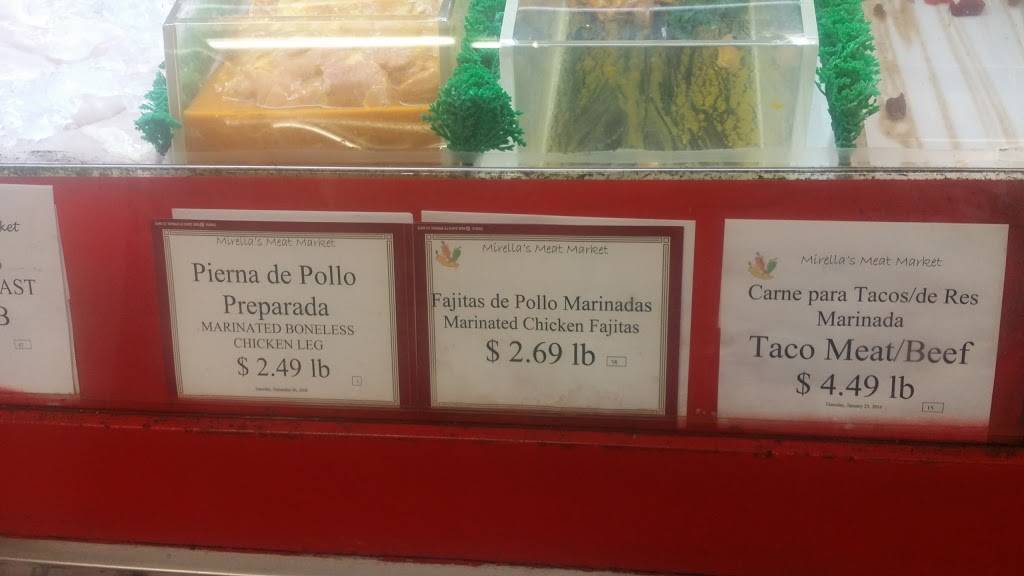 ket
AST
B
Mirella's Meat Market
Pierna de Pollo
Preparada
MARINATED BONELESS
CHICKEN LEG
$ 2.49 lb
Mirella's Meat Market
Fajitas de Pollo Marinadas
Marinated Chicken Fajitas
$ 2.69 lb
Mirella's Meat Market
Carne para Tacos/de Res
Marinada
Taco Meat/Beef
$ 4.49 lb
15